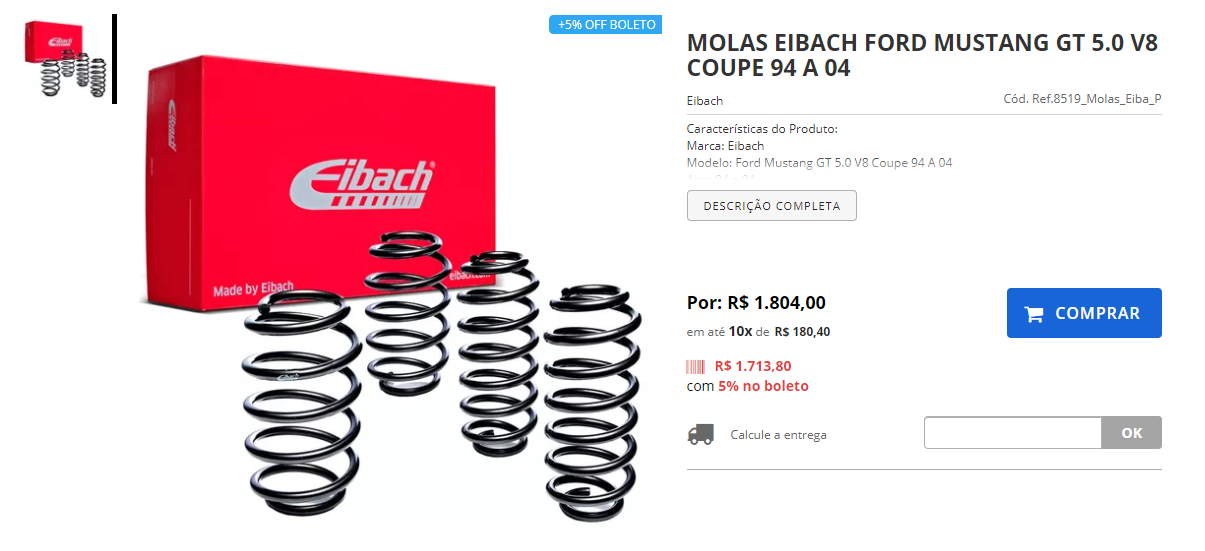 +5% OFF BOLETO
Eibach
Eibach
Eibach®
Made by Eibach
eibach.com
MOLAS EIBACH FORD MUSTANG GT 5.0 V8
COUPE 94 A 04
Eibach
Cód. Ref.8519_Molas_Eiba_P
Características do Produto:
Marca: Eibach
Modelo: Ford Mustang GT 5.0 V8 Coupe 94 A 04
DESCRIÇÃO COMPLETA
Por: R$ 1.804,00
COMPRAR
em até 10x de R$ 180,40
R$ 1.713,80
com 5% no boleto
Calcule a entrega
OK